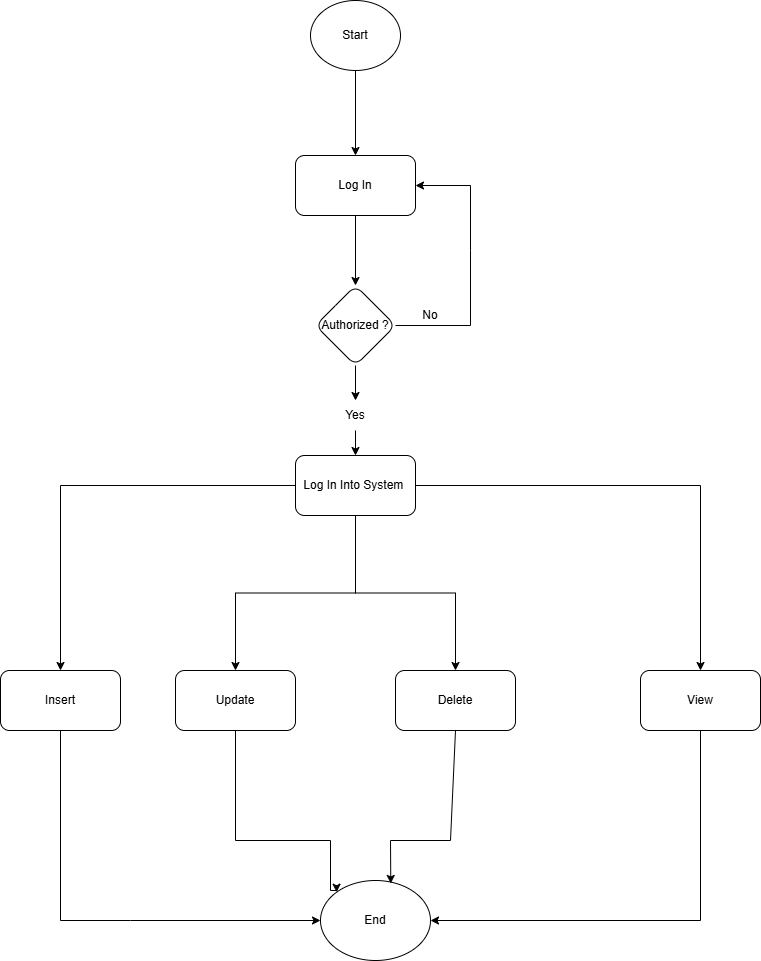 Start
Log In
Authorized ?
No
Yes
Log In Into System
Insert
Update
Delete
View
End